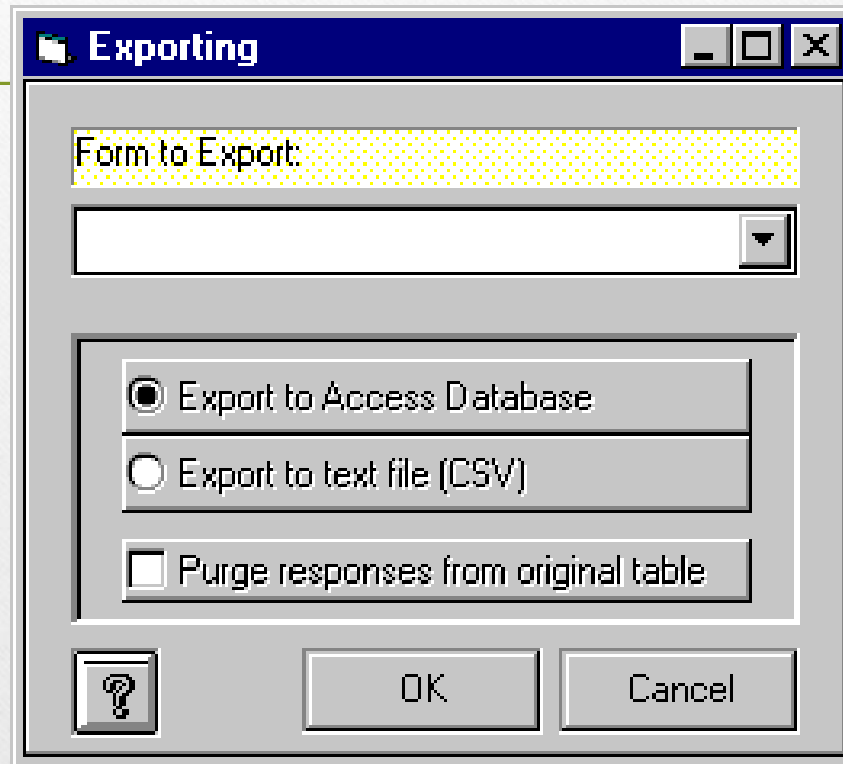 Exporting
Form to Export:
Export to Access Database
Export to text file (CSV)
Purge responses from original table
? OK Cancel